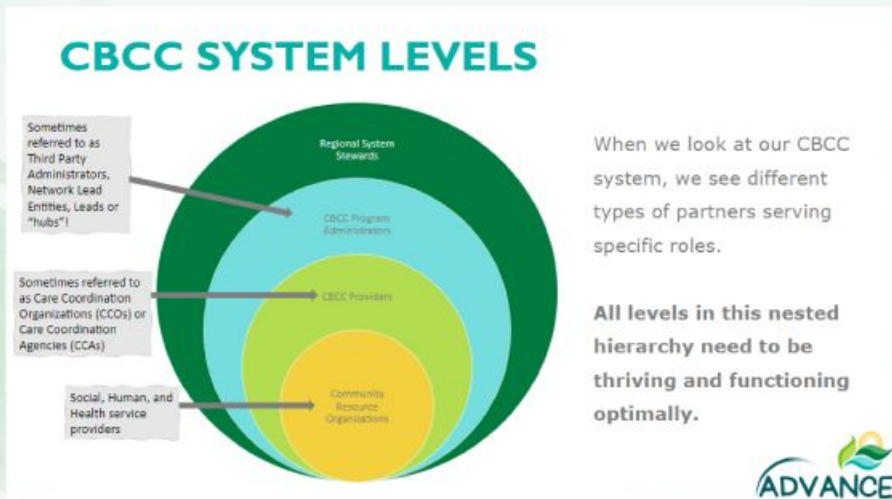 CBCC SYSTEM LEVELS
Sometimes
referred to as
Third Party
Administrators,
Network Lead
Entities, Leads or
"hubs"!
Sometimes referred to
as Care Coordination
Organizations (CCOs) or
Care Coordination
Agencies (CCAs)
Social, Human, and
Health service
providers
Regional System
Stewards
CBCC Program
Administrators
CBCC Providers
Community
Resource
Organizations
When we look at our CBCC
system, we see different
types of partners serving
specific roles.
All levels in this nested
hierarchy need to be
thriving and functioning
optimally.
ADVANCE